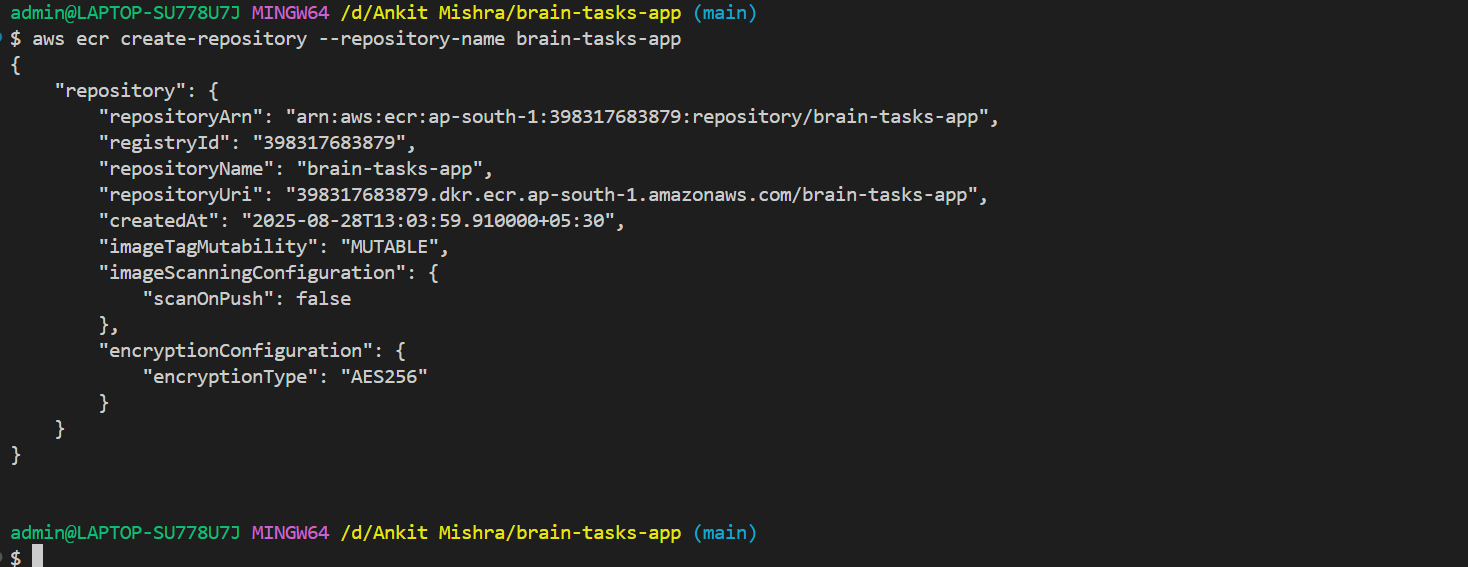 admin@LAPTOP-SU778U7J MINGW64 /d/Ankit Mishra/brain-tasks-app (main)
$ aws ecr create-repository --repository-name brain-tasks-app
{
    "repository": {
        "repositoryArn": "arn:aws:ecr:ap-south-1:398317683879:repository/brain-tasks-app",
        "registryId": "398317683879",
        "repositoryName": "brain-tasks-app",
        "repositoryUri": "398317683879.dkr.ecr.ap-south-1.amazonaws.com/brain-tasks-app",
        "createdAt": "2025-08-28T13:03:59.910000+05:30",
        "imageTagMutability": "MUTABLE",
        "imageScanningConfiguration": {
            "scanOnPush": false
        },
        "encryptionConfiguration": {
            "encryptionType": "AES256"
        }
    }
}
admin@LAPTOP-SU778U7J MINGW64 /d/Ankit Mishra/brain-tasks-app (main)
$